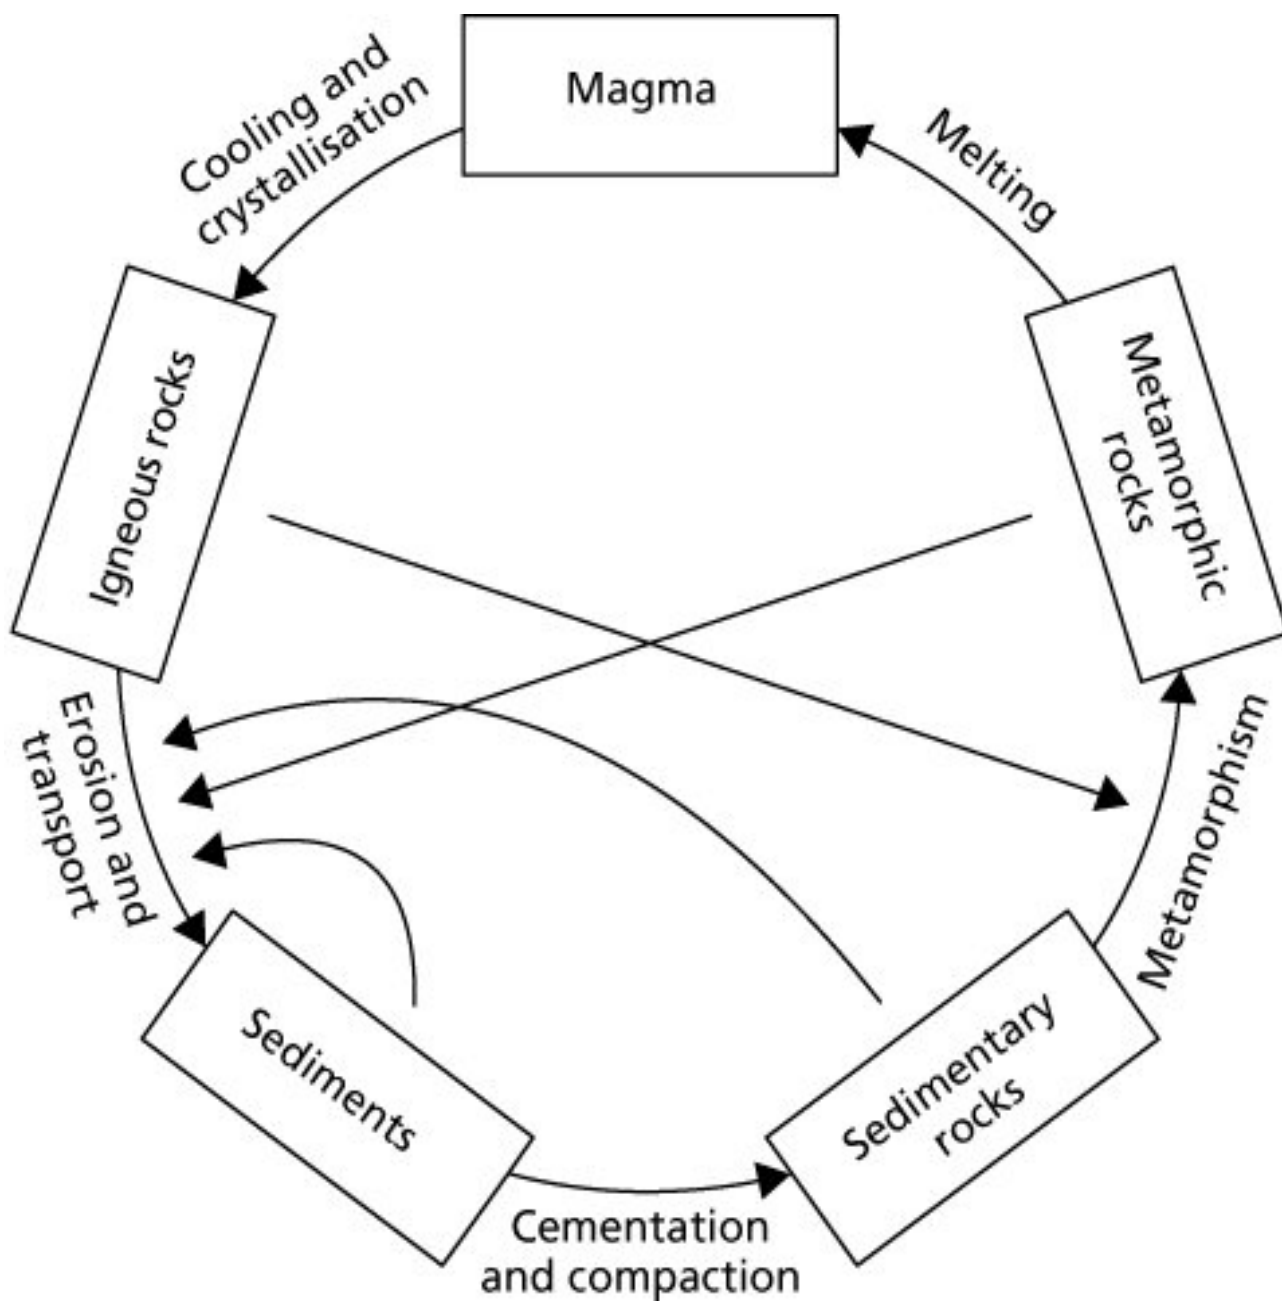 Magma
Cooling and
crystallisation
Melting
Igneous rocks
Metamorphic
rocks
Erosion and
transport
Metamorphism
Sediments
Sedimentary
rocks
Cementation
and compaction